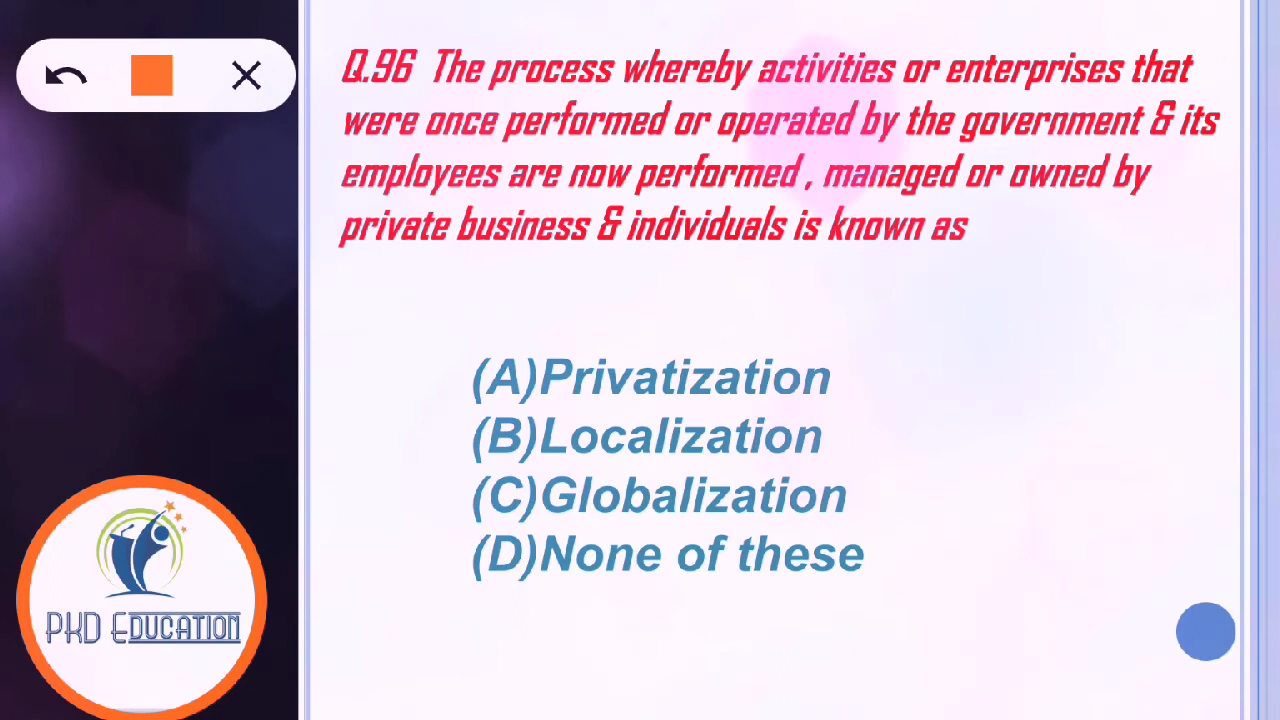 Q.96 The process whereby activities or enterprises that
were once performed or operated by the government & its
employees are now performed , managed or owned by
private business & individuals is known as
(A)Privatization
(B)Localization
(C)Globalization
(D)None of these
PKD EDUCATION